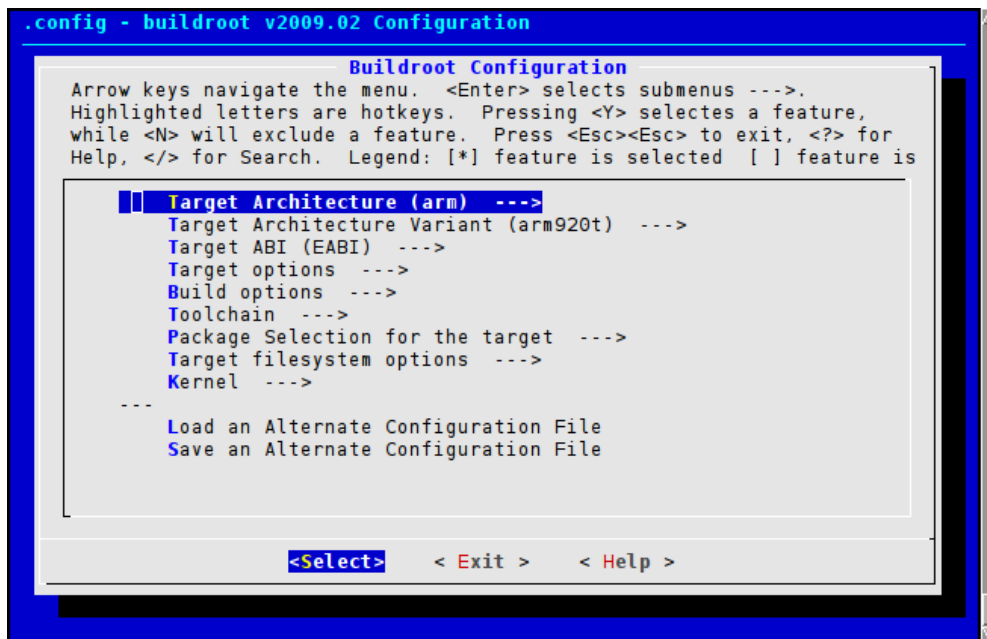 .config - buildroot v2009.02 Configuration
Buildroot Configuration
Arrow keys navigate the menu.  <Enter> selects submenus --->.
Highlighted letters are hotkeys.  Pressing <Y> selectes a feature,
while <N> will exclude a feature.  Press <Esc><Esc> to exit, <?> for
Help, </> for Search.  Legend: [*] feature is selected  [ ] feature is
Target Architecture (arm)  --->
Target Architecture Variant (arm920t)  --->
Target ABI (EABI)  --->
Target options  --->
Build options  --->
Toolchain  --->
Package Selection for the target  --->
Target filesystem options  --->
Kernel  --->
---
Load an Alternate Configuration File
Save an Alternate Configuration File
<Select>    < Exit >    < Help >